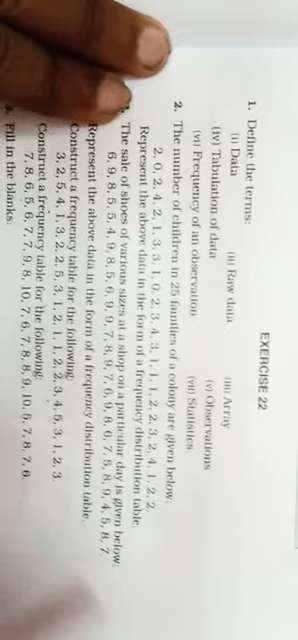 EXERCISE 22
1. Define the terms:
(i) Data (ii) Raw data (iii) Array
(iv) Tabulation of data (v) Observations
(vi) Frequency of an observation (vii) Statistics
2. The number of children in 25 families of a colony are given below:
2, 0, 2, 4, 2, 1, 3, 3, 1, 0, 2, 3, 4, 3, 1, 1, 1, 2, 2, 3, 2, 4, 1, 2, 2.
Represent the above data in the form of a frequency distribution table.
The sale of shoes of various sizes at a shop on a particular day is given below:
6, 9, 8, 5, 5, 4, 9, 8, 5, 6, 9, 9, 7, 8, 9, 7, 6, 9, 8, 6, 7, 5, 8, 9, 4, 5, 8, 7.
Represent the above data in the form of a frequency distribution table.
Construct a frequency table for the following:
3, 2, 5, 4, 1, 3, 2, 2, 5, 3, 1, 2, 1, 1, 2, 2, 3, 4, 5, 3, 1, 2, 3.
Construct a frequency table for the following:
7, 8, 6, 5, 6, 7, 7, 9, 8, 10, 7, 6, 7, 8, 8, 9, 10, 5, 7, 8, 7, 6.
Fill in the blanks: